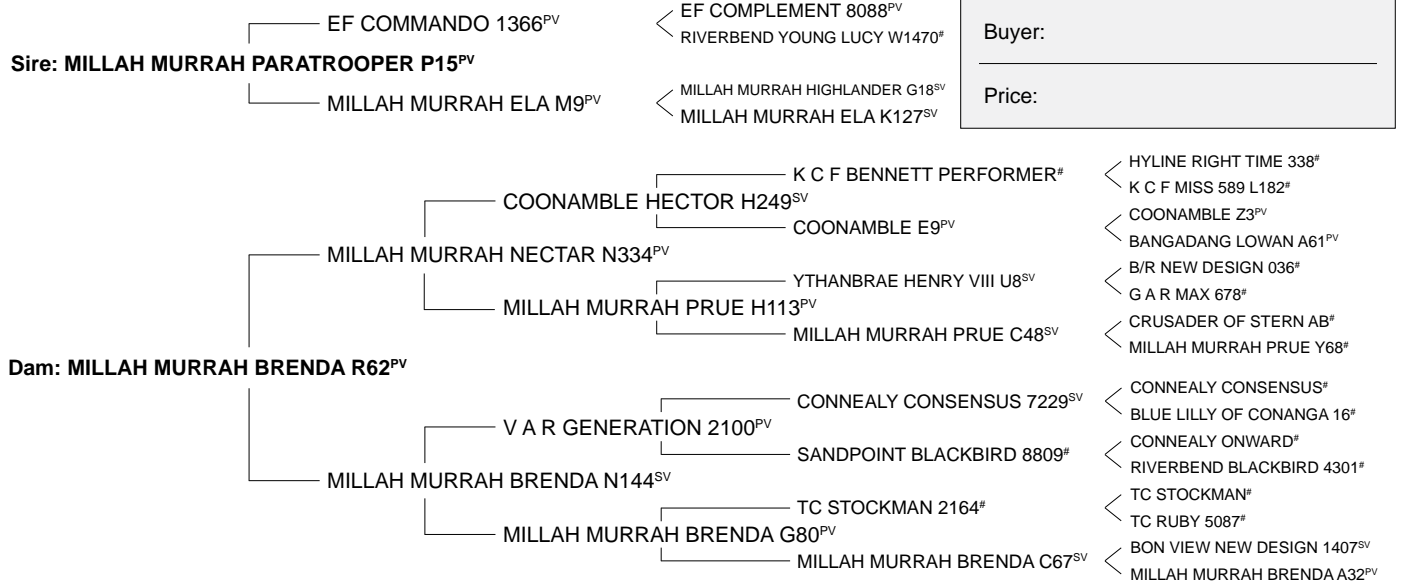 EF COMPLEMENT 8088PV
EF COMMANDO 1366PV
RIVERBEND YOUNG LUCY W1470#
Sire: MILLAH MURRAH PARATROOPER P15PV
MILLAH MURRAH HIGHLANDER G18SV
MILLAH MURRAH ELA M9PV
MILLAH MURRAH ELA K127SV
Buyer:
Price:
HYLINE RIGHT TIME 338#
K C F BENNETT PERFORMER#
K C F MISS 589 L182#
COONAMBLE HECTOR H249SV
COONAMBLE Z3PV
COONAMBLE E9PV
BANGADANG LOWAN A61PV
MILLAH MURRAH NECTAR N334PV
B/R NEW DESIGN 036#
YTHANBRAE HENRY VIII U8SV
G A R MAX 678#
MILLAH MURRAH PRUE H113PV
CRUSADER OF STERN AB#
MILLAH MURRAH PRUE C48SV
MILLAH MURRAH PRUE Y68#
Dam: MILLAH MURRAH BRENDA R62PV
CONNEALY CONSENSUS#
CONNEALY CONSENSUS 7229SV
BLUE LILLY OF CONANGA 16#
V A R GENERATION 2100PV
CONNEALY ONWARD#
SANDPOINT BLACKBIRD 8809#
RIVERBEND BLACKBIRD 4301#
MILLAH MURRAH BRENDA N144SV
TC STOCKMAN#
TC STOCKMAN 2164#
TC RUBY 5087#
MILLAH MURRAH BRENDA G80PV
BON VIEW NEW DESIGN 1407SV
MILLAH MURRAH BRENDA C67SV
MILLAH MURRAH BRENDA A32PV